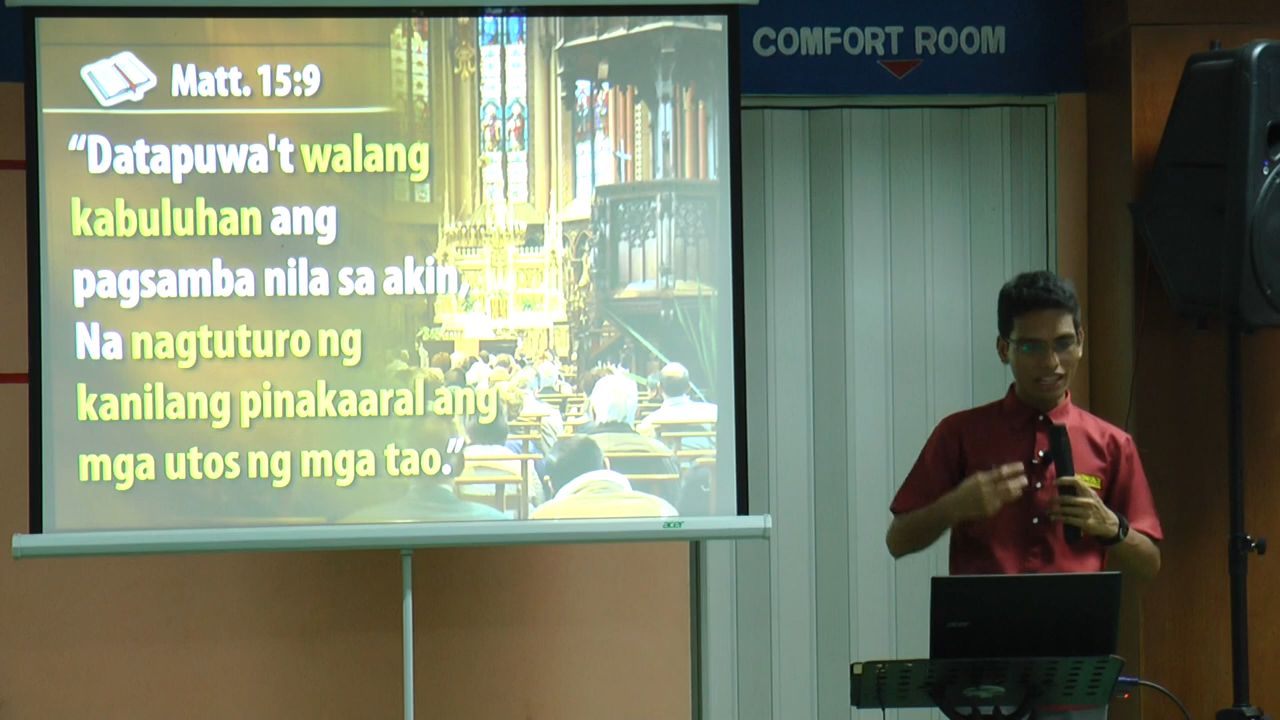 Matt. 15:9
“Datapuwa't walang
kabuluhan ang
pagsamba nila sa akin,
Na nagtuturo ng
kanilang pinakaaral ang
mga utos ng mga tao.”
acer
COMFORT ROOM
acer